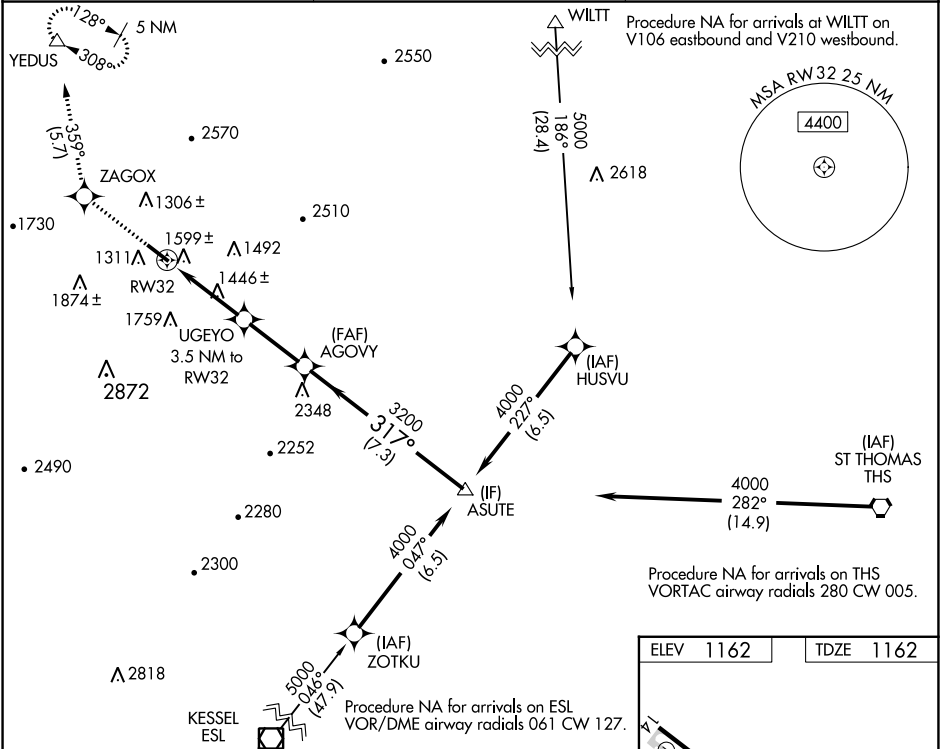 128°
5 NM
308°
YEDUS
WILTT
Procedure NA for arrivals at WILTT on
V106 eastbound and V210 westbound.
2550
MSA RW32 25 NM
4400
359°
(5.7)
2570
5000
186°
(28.4)
2618
ZAGOX
1306 ±
2510
1730
1599 ±
1492
1311
RW32
1446 ±
1874 ±
1759
UGEYO
3.5 NM to
RW32
(FAF)
AGOVY
(IAF)
HUSVU
2872
2348
3200
317°
(7.3)
4000
227°
(6.5)
2252
2490
(IF)
ASUTE
(IAF)
ST THOMAS
THS
4000
282°
(14.9)
2280
4000
047°
(6.5)
2300
Procedure NA for arrivals on THS
VORTAC airway radials 280 CW 005.
(IAF)
ZOTKU
ELEV 1162
TDZE 1162
2818
5000
046°
(47.9)
Procedure NA for arrivals on ESL
VOR/DME airway radials 061 CW 127.
KESSEL
ESL
14